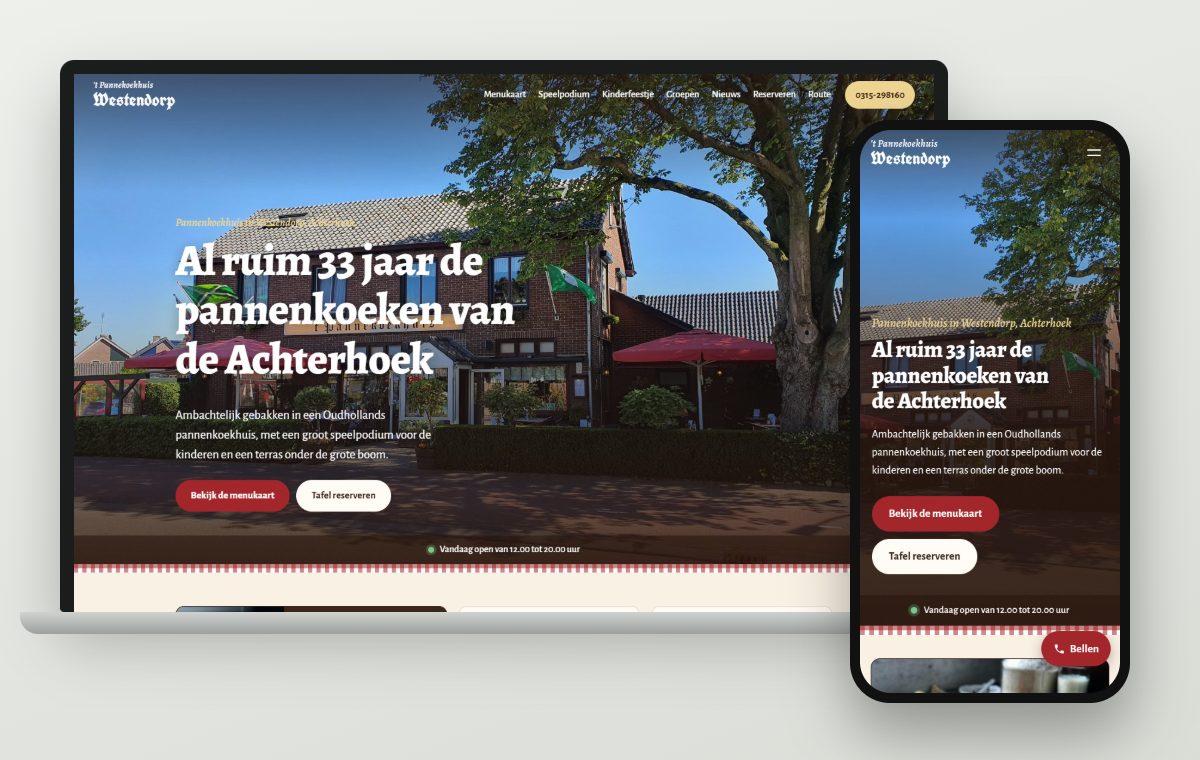 't Pannekoekhuis
Westendorp
Menukaart Speelpodium Kinderfeestje Groepen Nieuws Reserveren Route 0315-298160
Al ruim 33 jaar de
pannenkoeken van
de Achterhoek
Ambachtelijk gebakken in een Oudhollands
pannenkoekhuis, met een groot speelpodium voor de
kinderen en een terras onder de grote boom.
Bekijk de menukaart Tafel reserveren
Vandaag open van 12.00 tot 20.00 uur
't Pannekoekhuis
Westendorp
Pannenkoekhuis in Westendorp, Achterhoek
Al ruim 33 jaar de
pannenkoeken van
de Achterhoek
Ambachtelijk gebakken in een Oudhollands
pannenkoekhuis, met een groot speelpodium voor de
kinderen en een terras onder de grote boom.
Bekijk de menukaart
Tafel reserveren
Vandaag open van 12.00 tot 20.00 uur
Bellen